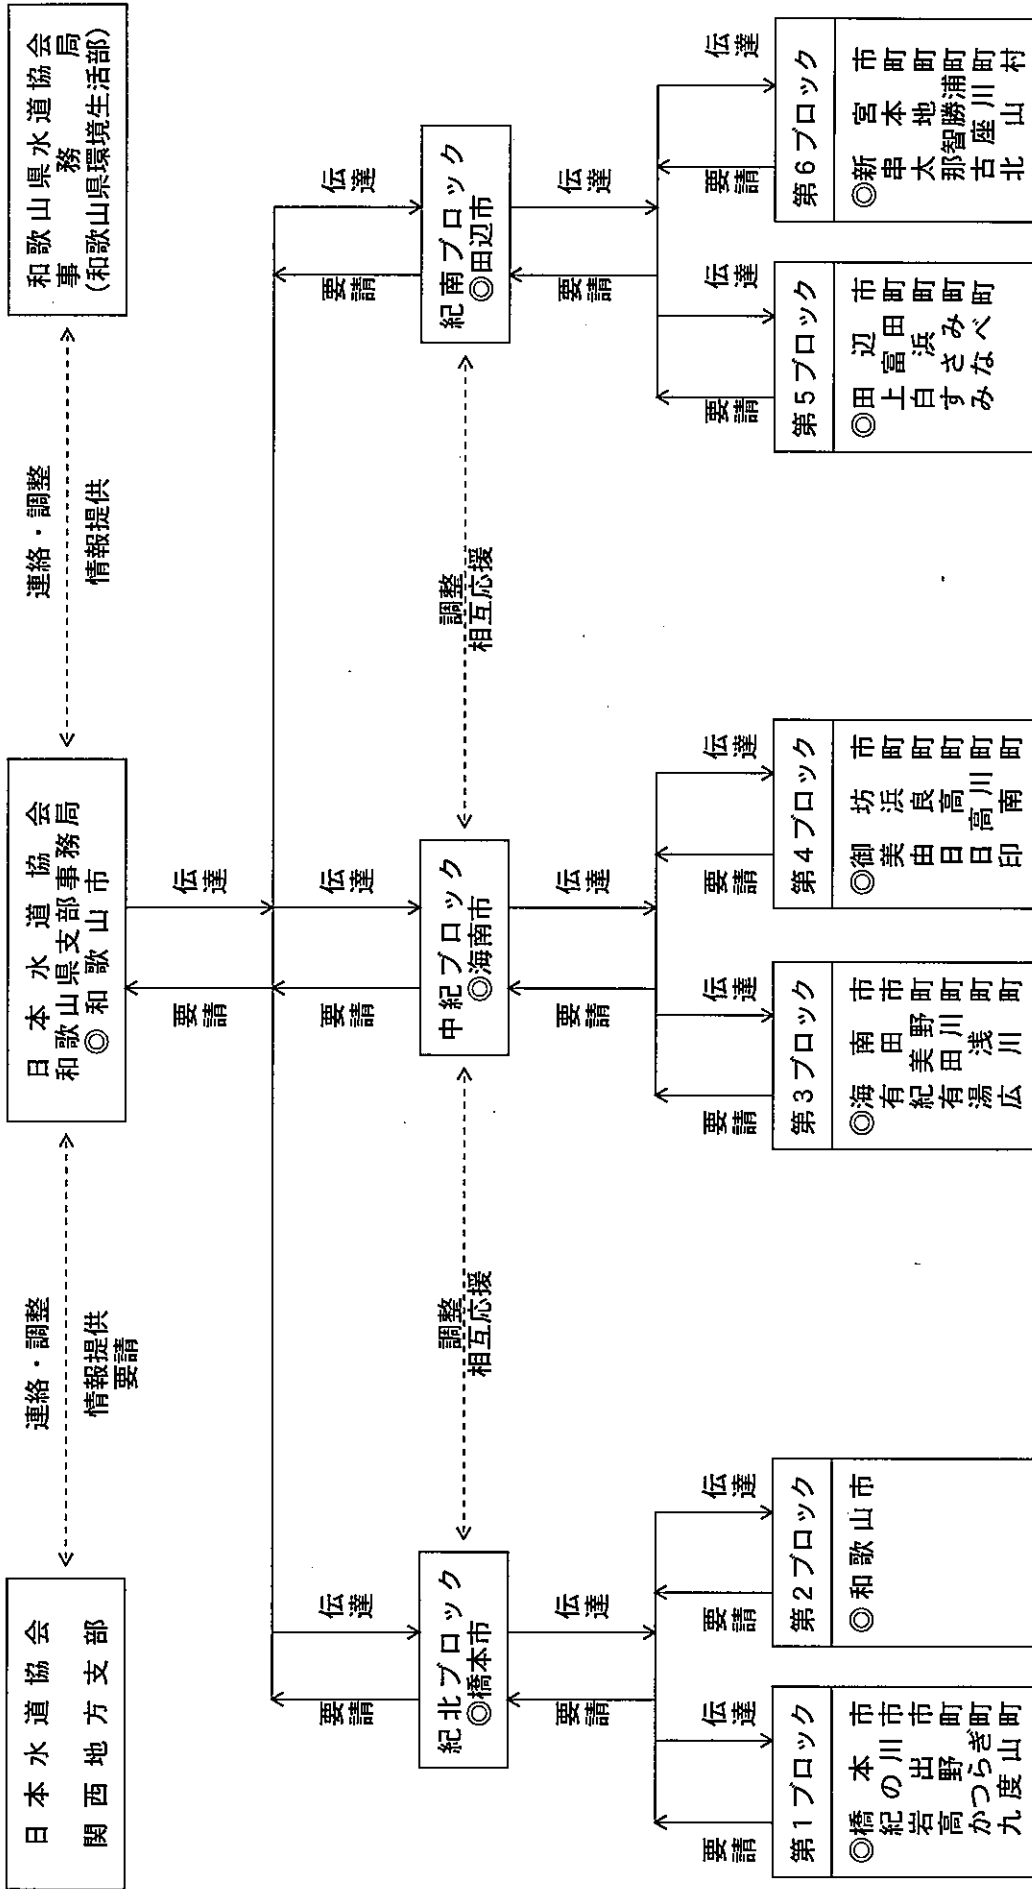 日本水道協会
関西地方支部
連絡・調整
情報提供
要請
日本水道協会
和歌山県支部事務局
◎和歌山市
連絡・調整
情報提供
和歌山県水道協会
事務局
(和歌山県環境生活部)
要請
伝達
要請
伝達
要請
伝達
要請
伝達
紀北ブロック
◎橋本市
調整
相互応援
中紀ブロック
◎海南市
調整
相互応援
紀南ブロック
◎田辺市
要請
伝達
要請
伝達
要請
伝達
要請
伝達
要請
伝達
要請
伝達
要請
伝達
要請
伝達
要請
伝達
第1ブロック
◎橋本市
紀の川市
岩出市
高野町
かつらぎ町
九度山町
第2ブロック
◎和歌山市
第3ブロック
◎海南市
有田市
紀美野町
有田川町
湯浅町
広川町
第4ブロック
◎御坊市
美浜町
由良町
日高町
日高川町
印南町
第5ブロック
◎田辺市
上富田町
白浜町
すさみ町
みなべ町
第6ブロック
◎新宮市
串本町
太地町
那智勝浦町
古座川町
北山村